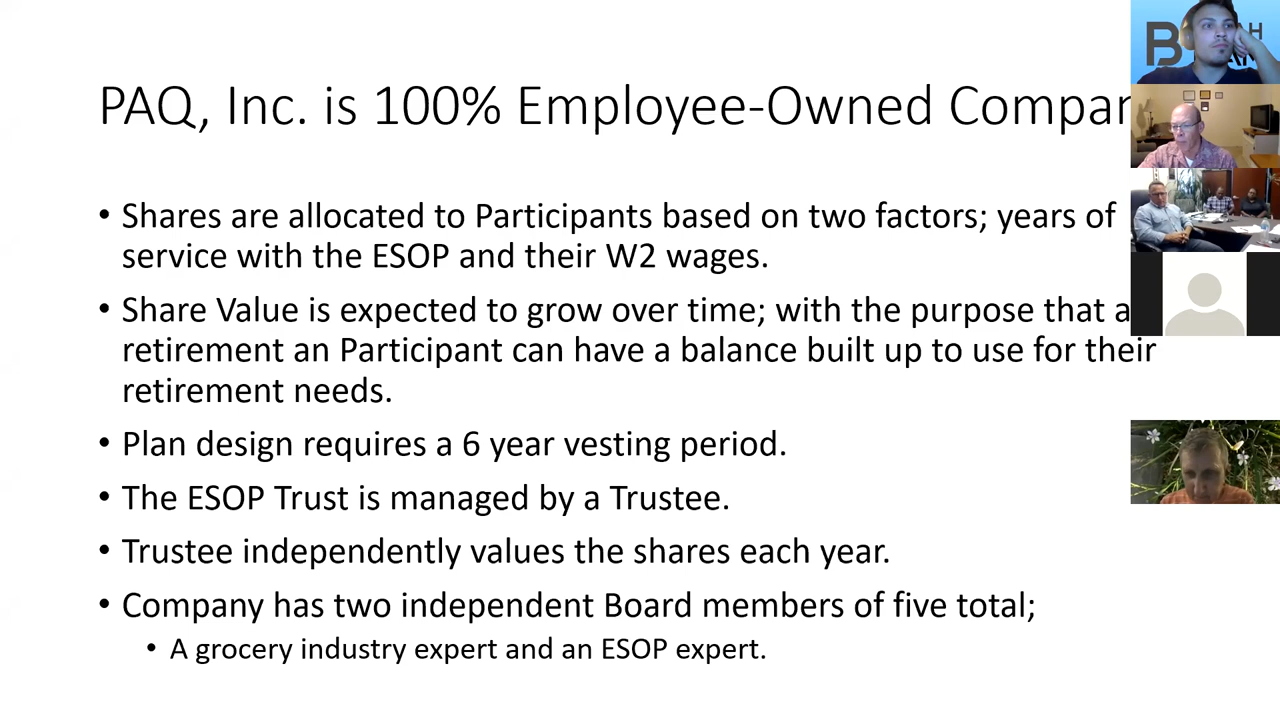 PAQ, Inc. is 100% Employee-Owned Compan
• Shares are allocated to Participants based on two factors; years of
service with the ESOP and their W2 wages.
• Share Value is expected to grow over time; with the purpose that a
retirement an Participant can have a balance built up to use for their
retirement needs.
• Plan design requires a 6 year vesting period.
• The ESOP Trust is managed by a Trustee.
• Trustee independently values the shares each year.
• Company has two independent Board members of five total;
• A grocery industry expert and an ESOP expert.